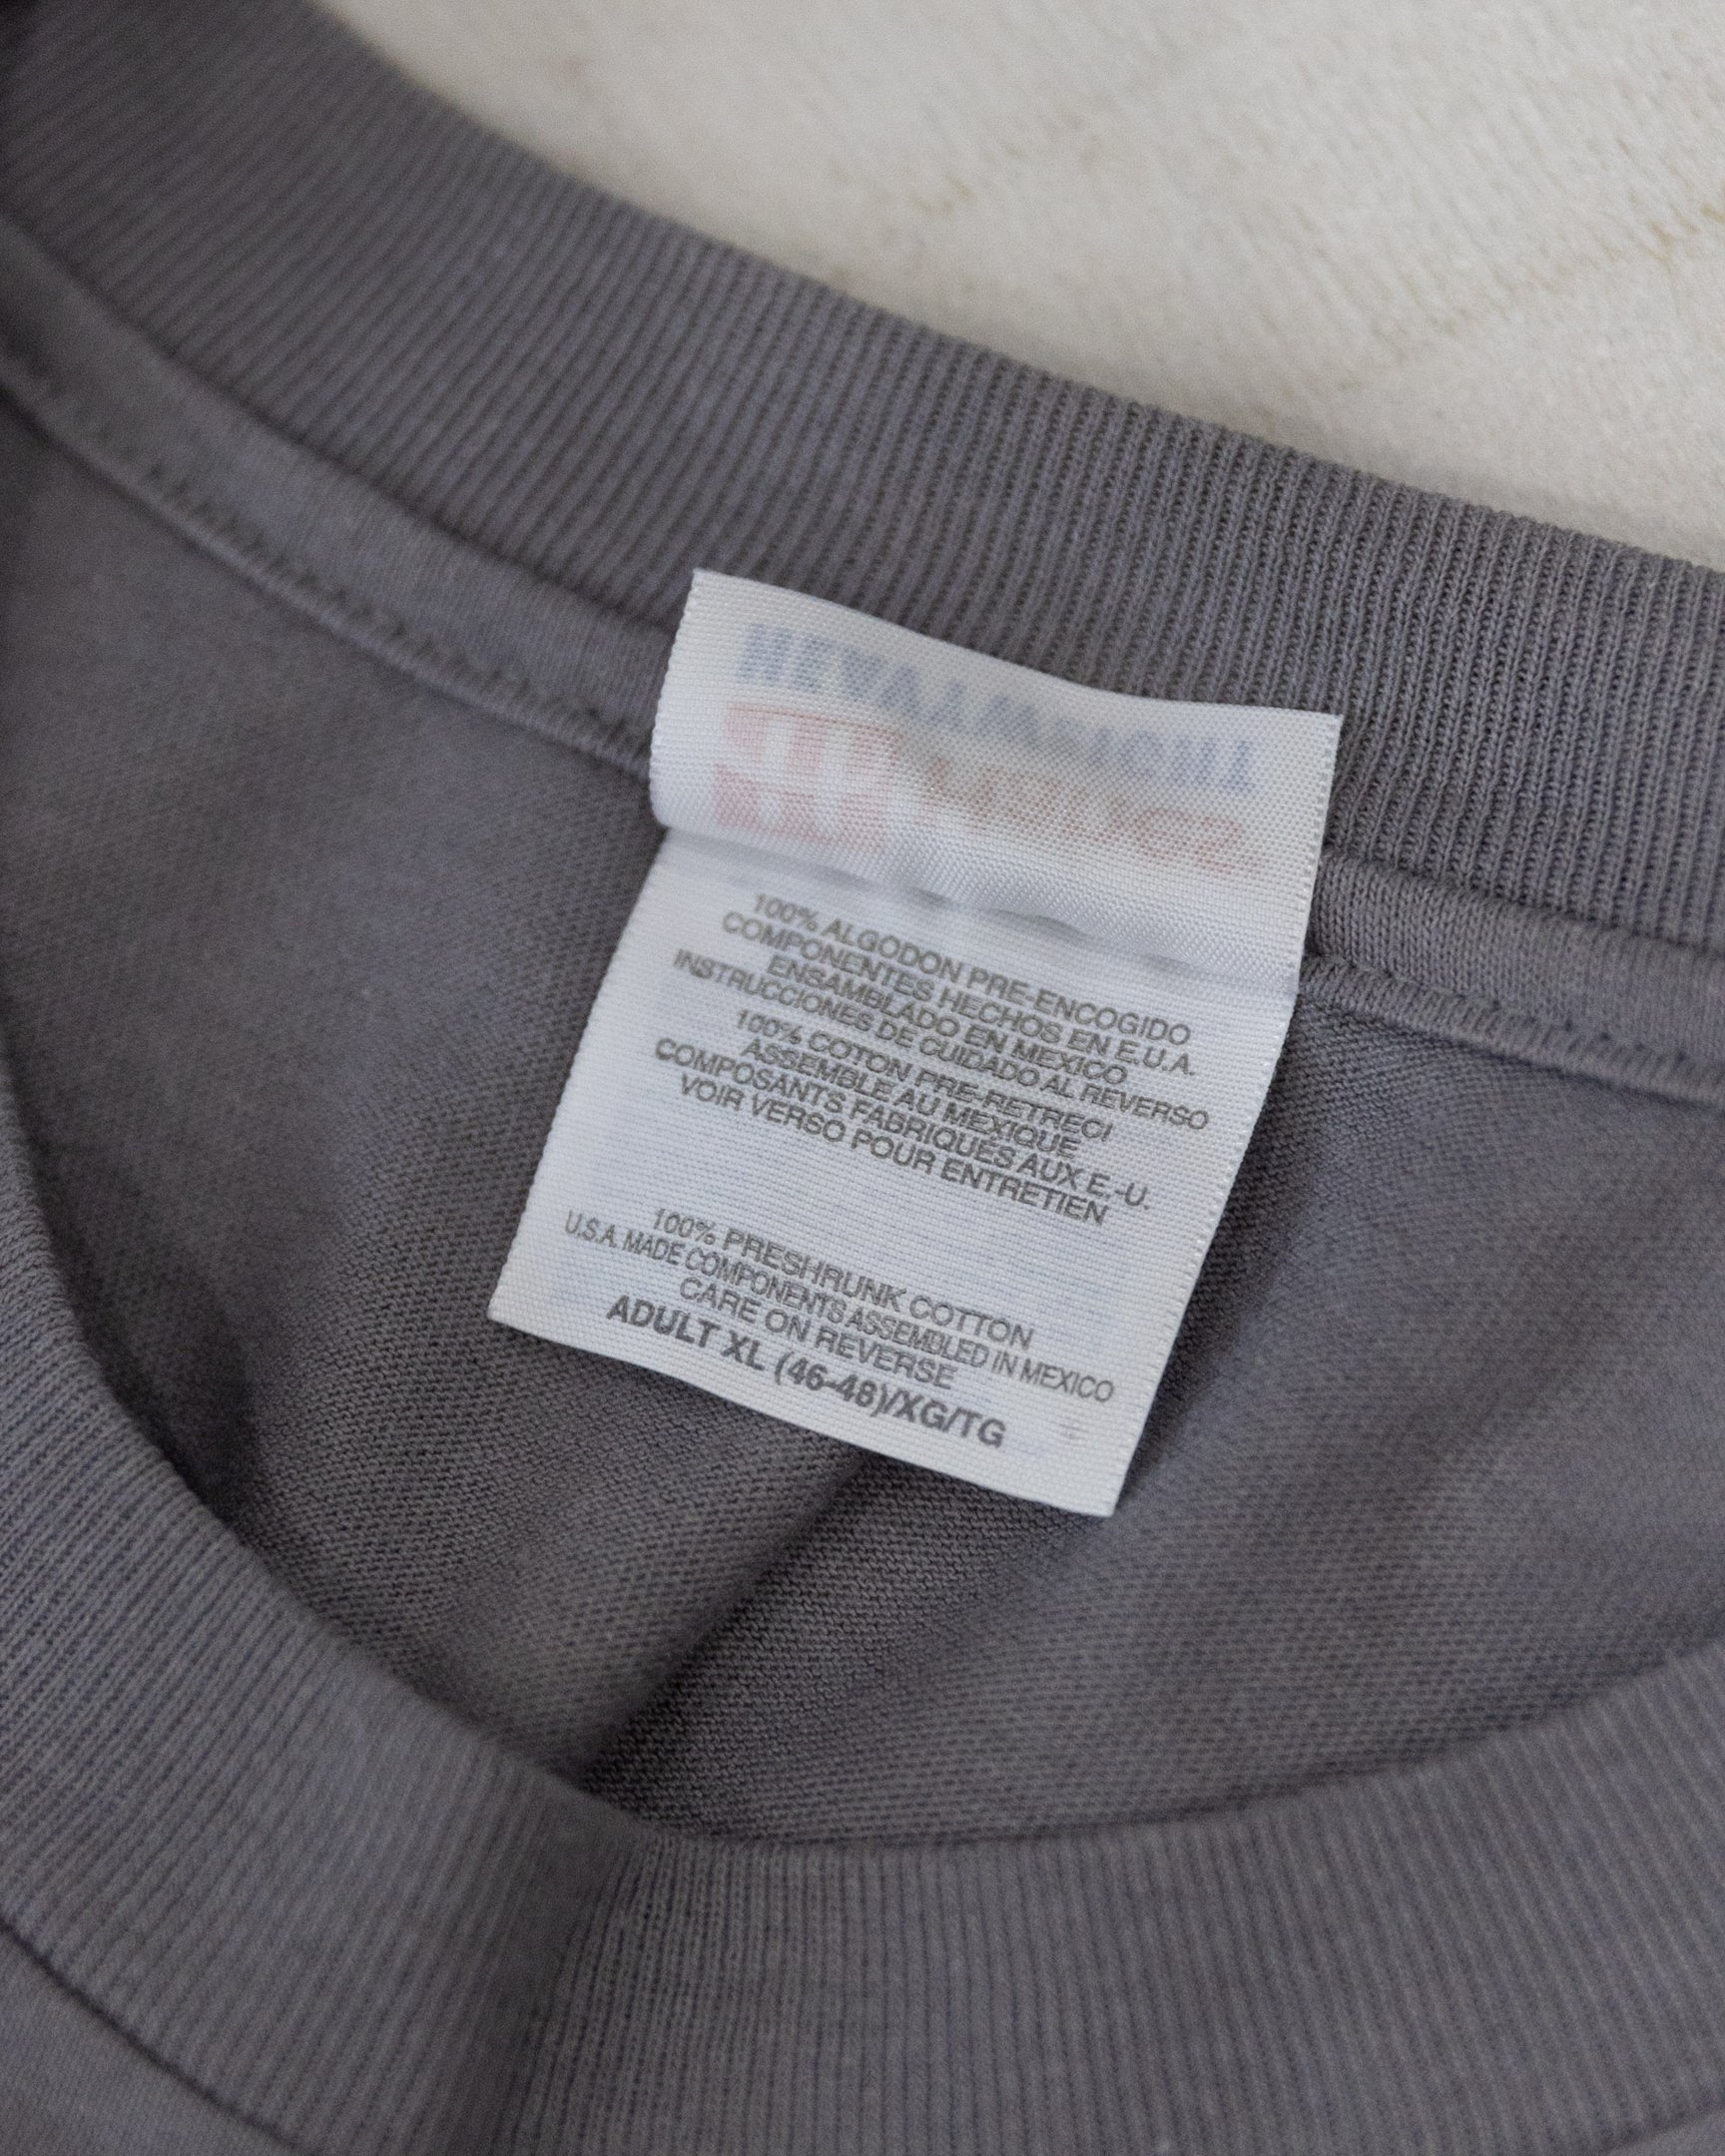 HEAVYWEIGHT
100% ALGODON PRE-ENCOGIDO
COMPONENTES HECHOS EN E.U.A.
ENSAMBLADO EN MEXICO
INSTRUCCIONES DE CUIDADO AL REVERSO
100% COTON PRE-RETRECI
ASSEMBLE AU MEXIQUE
COMPOSANTS FABRIQUÉS AUX E.-U.
VOIR VERSO POUR ENTRETIEN
100% PRESHRUNK COTTON
U.S.A. MADE COMPONENTS ASSEMBLED IN MEXICO
CARE ON REVERSE
ADULT XL (46-48)/XG/TG